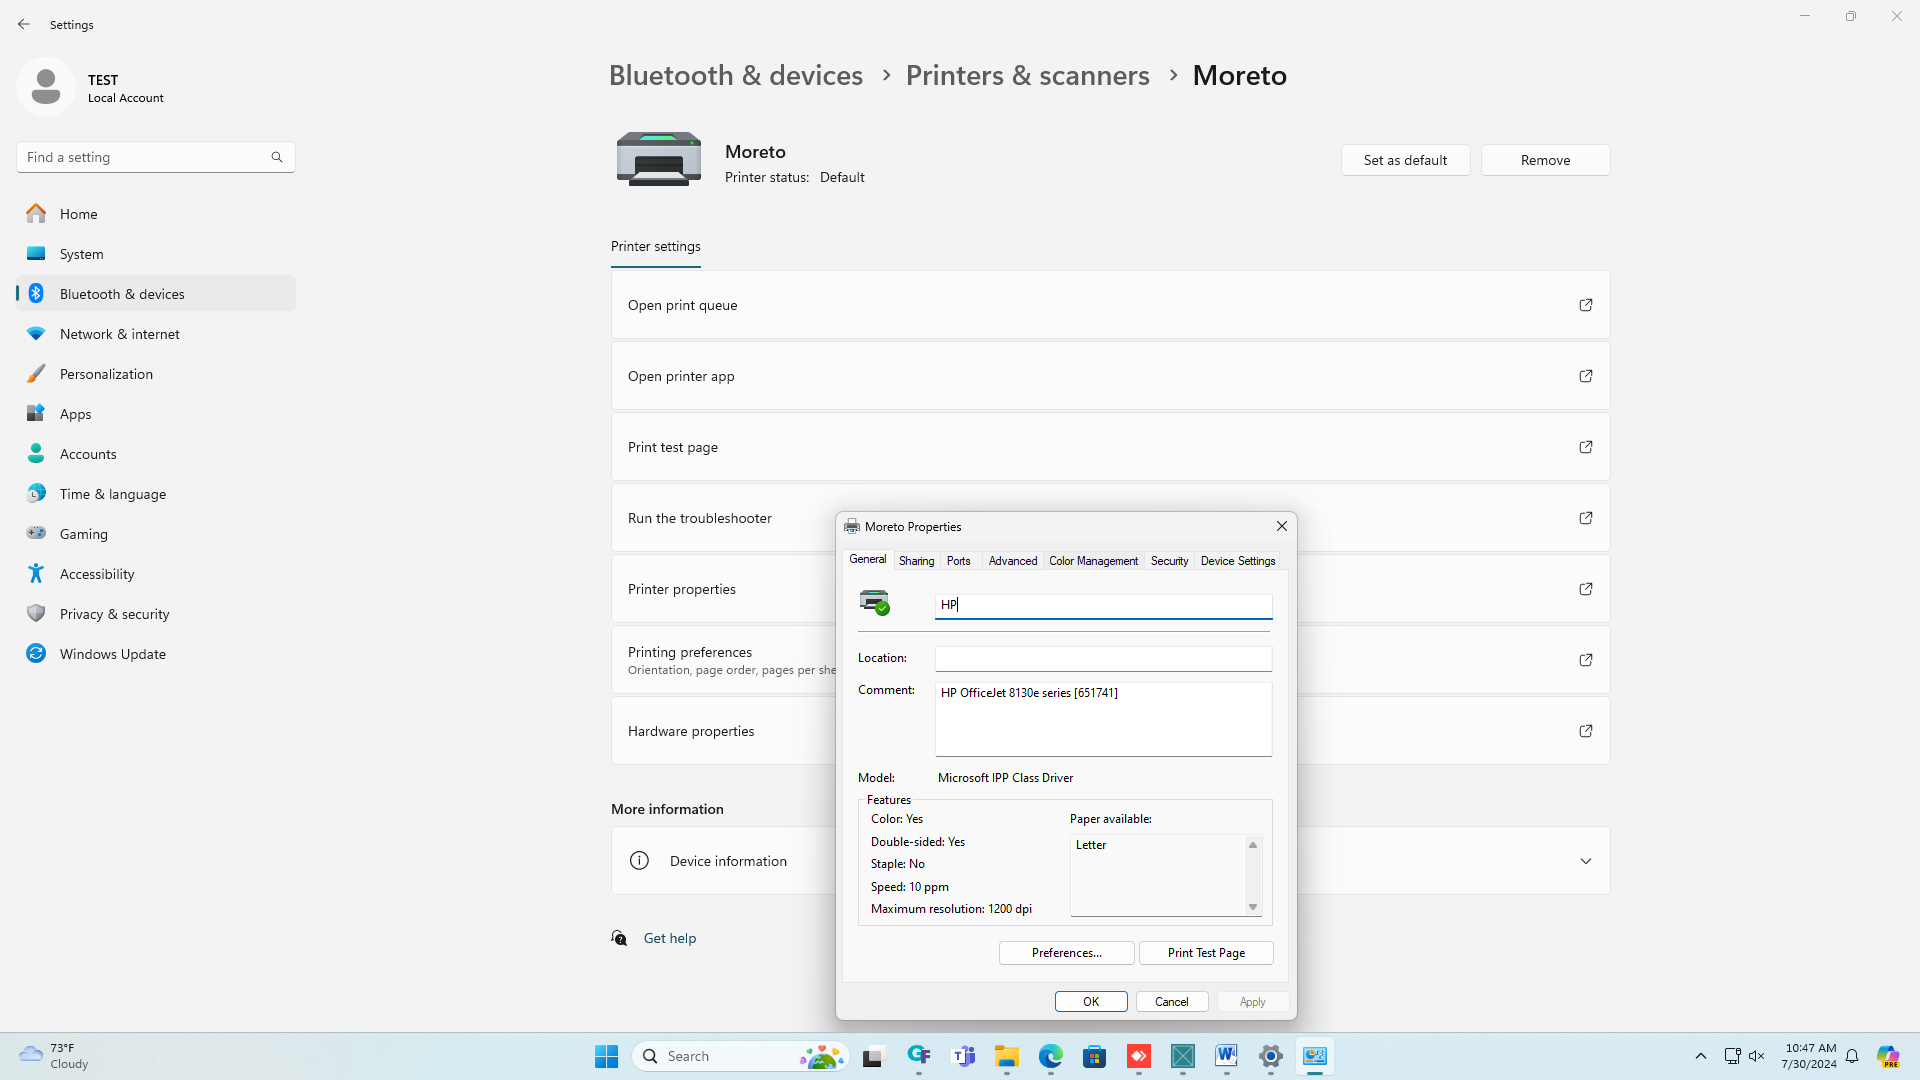 Settings
TEST
Local Account
Find a setting
Home
System
Bluetooth & devices
Network & internet
Personalization
Apps
Accounts
Time & language
Gaming
Accessibility
Privacy & security
Windows Update
Bluetooth & devices > Printers & scanners > Moreto
Moreto
Printer status: Default
Set as default
Remove
Printer settings
Open print queue
Open printer app
Print test page
Run the troubleshooter
Printer properties
Printing preferences
Orientation, page order, pages per she
Hardware properties
More information
Device information
Get help
Moreto Properties
General Sharing Ports Advanced Color Management Security Device Settings
HP
Location:
Comment: HP OfficeJet 8130e series [651741]
Model: Microsoft IPP Class Driver
Features
Color: Yes
Double-sided: Yes
Staple: No
Speed: 10 ppm
Maximum resolution: 1200 dpi
Paper available:
Letter
Preferences... Print Test Page
OK Cancel Apply
73°F
Cloudy
Search
10:47 AM
7/30/2024
PRE